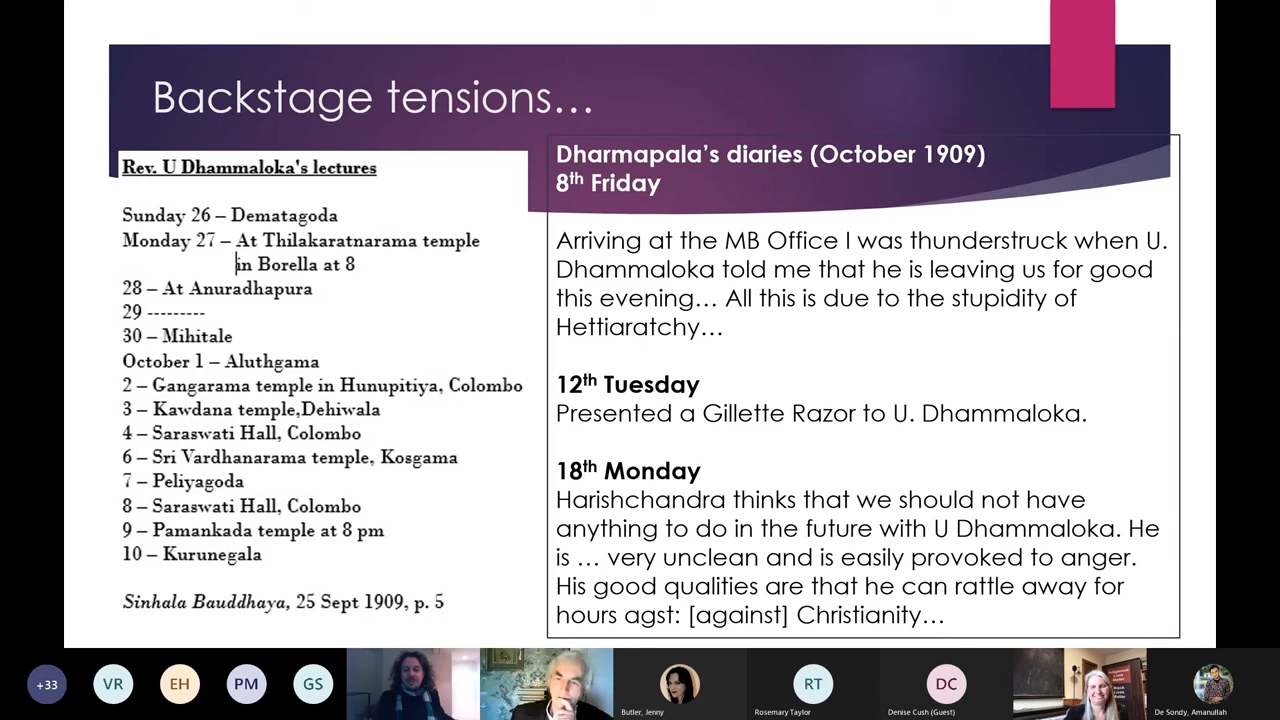 Backstage tensions…
Rev. U Dhammaloka's lectures
Sunday 26 – Dematagoda
Monday 27 – At Thilakaratnarama temple
in Borella at 8
28 – At Anuradhapura
29 ---------
30 – Mihitale
October 1 – Aluthgama
2 – Gangarama temple in Hunupitiya, Colombo
3 – Kawdana temple,Dehiwala
4 – Saraswati Hall, Colombo
6 – Sri Vardhanarama temple, Kosgama
7 – Peliyagoda
8 – Saraswati Hall, Colombo
9 – Pamankada temple at 8 pm
10 – Kurunegala
Sinhala Bauddhaya, 25 Sept 1909, p. 5
Dharmapala’s diaries (October 1909)
8th Friday
Arriving at the MB Office I was thunderstruck when U.
Dhammaloka told me that he is leaving us for good
this evening… All this is due to the stupidity of
Hettiaratchy…
12th Tuesday
Presented a Gillette Razor to U. Dhammaloka.
18th Monday
Harishchandra thinks that we should not have
anything to do in the future with U Dhammaloka. He
is … very unclean and is easily provoked to anger.
His good qualities are that he can rattle away for
hours agst: [against] Christianity…
+33
VR
EH
PM
GS
Butler, Jenny
RT
Rosemary Taylor
DC
Denise Cush (Guest)
De Sondy, Amanullah